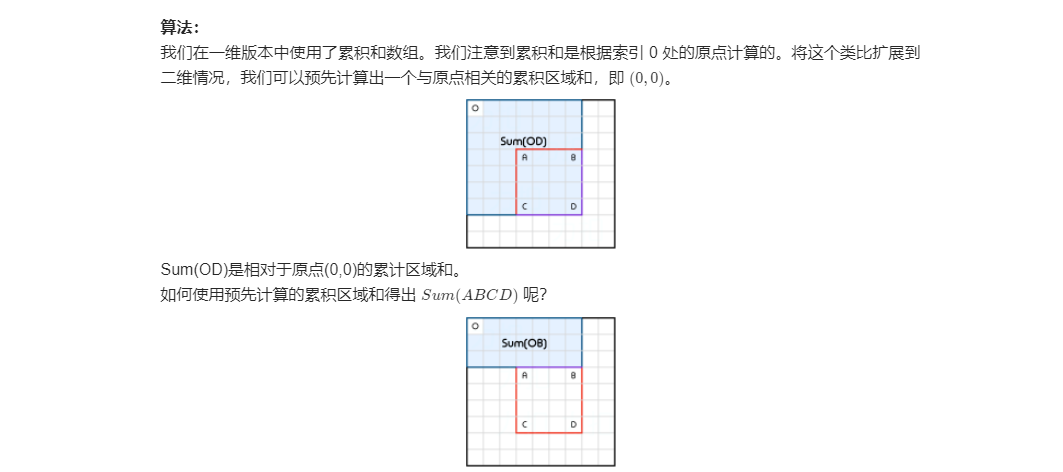 算法:
我们在一维版本中使用了累积和数组。我们注意到累积和是根据索引 0 处的原点计算的。将这个类比扩展到
二维情况，我们可以预先计算出一个与原点相关的累积区域和，即 (0, 0)。
O
Sum(OD)
A B
C D
Sum(OD)是相对于原点(0,0)的累计区域和。
如何使用预先计算的累积区域和得出 Sum(ABCD) 呢?
O
Sum(OB)
A B
C D